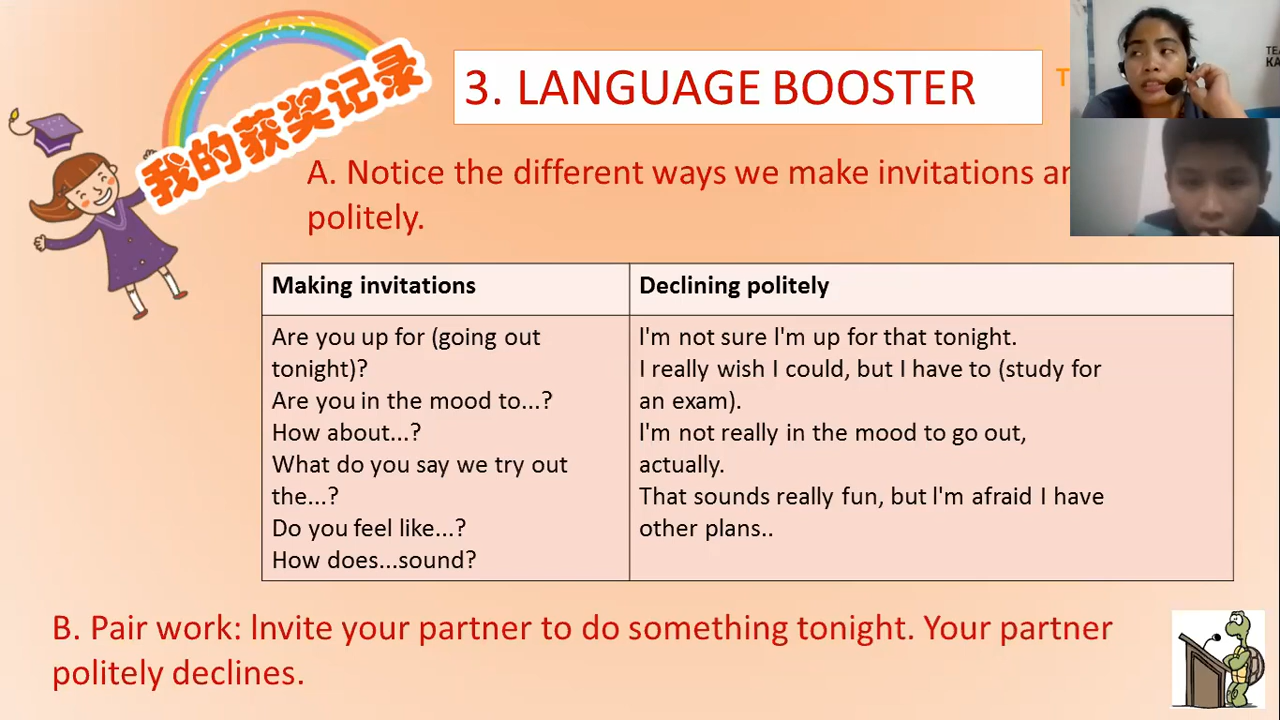 我的获奖记录
3. LANGUAGE BOOSTER
T
A. Notice the different ways we make invitations
politely.
Making invitations
Declining politely
Are you up for (going out
tonight)?
Are you in the mood to...?
How about...?
What do you say we try out
the...?
Do you feel like...?
How does...sound?
I'm not sure I'm up for that tonight.
I really wish I could, but I have to (study for
an exam).
I'm not really in the mood to go out,
actually.
That sounds really fun, but I'm afraid I have
other plans..
B. Pair work: Invite your partner to do something tonight. Your partner
politely declines.